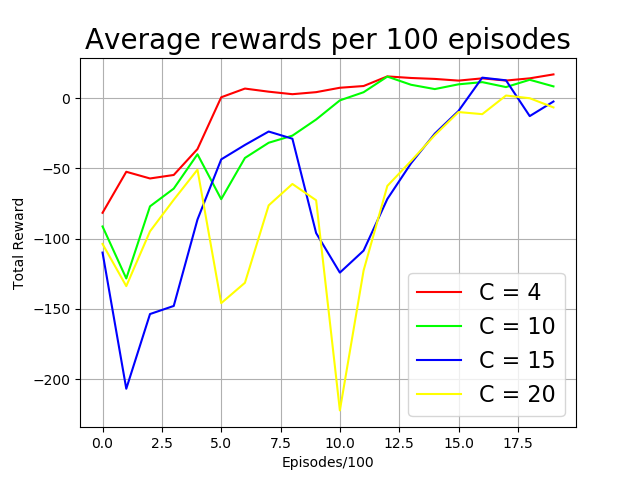 Average rewards per 100 episodes
Total Reward
0
−50
−100
−150
−200
0.0 2.5 5.0 7.5 10.0 12.5 15.0 17.5
Episodes/100
C = 4
C = 10
C = 15
C = 20